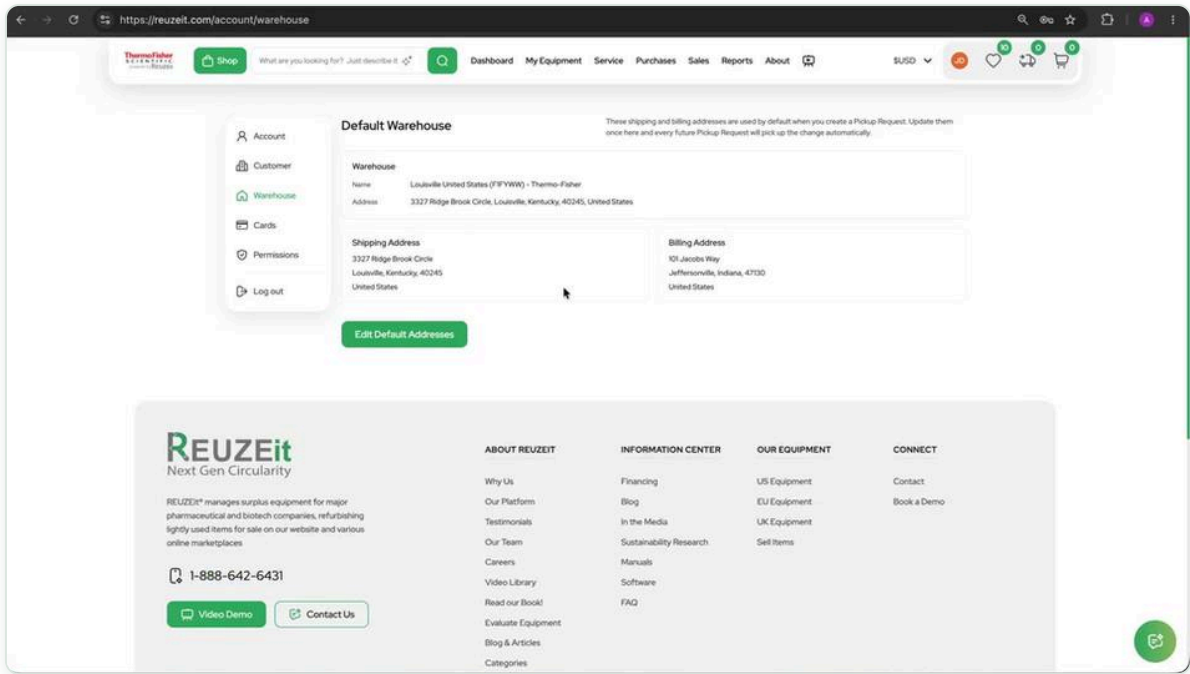 https://reuzeit.com/account/warehouse
A
ThermoFisher
SCIENTIFIC
Shop
What are you looking for? Just describe it
Dashboard My Equipment Service Purchases Sales Reports About
$USD
JD
10
0
0
Account
Customer
Warehouse
Cards
Permissions
Log out
Default Warehouse
These shipping and billing addresses are used by default when you create a Pickup Request. Update them
once here and every future Pickup Request will pick up the change automatically.
Warehouse
Name Louisville United States (F1FYWW) - Thermo-Fisher
Address 3327 Ridge Brook Circle, Louisville, Kentucky, 40245, United States
Shipping Address
3327 Ridge Brook Circle
Louisville, Kentucky, 40245
United States
Billing Address
101 Jacobs Way
Jeffersonville, Indiana, 47130
United States
Edit Default Addresses
REUZEit
Next Gen Circularity
REUZEit® manages surplus equipment for major
pharmaceutical and biotech companies, refurbishing
lightly used items for sale on our website and various
online marketplaces
1-888-642-6431
Video Demo
Contact Us
ABOUT REUZEIT
Why Us
Our Platform
Testimonials
Our Team
Careers
Video Library
Read our Book!
Evaluate Equipment
Blog & Articles
Categories
INFORMATION CENTER
Financing
Blog
In the Media
Sustainability Research
Manuals
Software
FAQ
OUR EQUIPMENT
US Equipment
EU Equipment
UK Equipment
Sell Items
CONNECT
Contact
Book a Demo